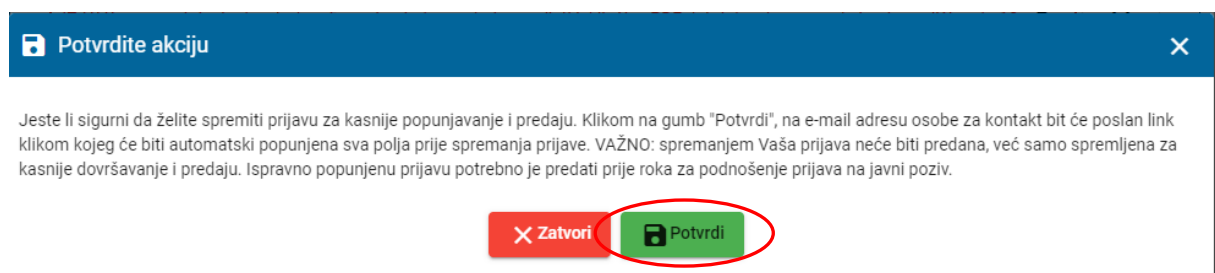 Potvrdite akciju
Jeste li sigurni da želite spremiti prijavu za kasnije popunjavanje i predaju. Klikom na gumb "Potvrdi", na e-mail adresu osobe za kontakt bit će poslan link
klikom kojeg će biti automatski popunjena sva polja prije spremanja prijave. VAŽNO: spremanjem Vaša prijava neće biti predana, već samo spremljena za
kasnije dovršavanje i predaju. Ispravno popunjenu prijavu potrebno je predati prije roka za podnošenje prijava na javni poziv.
Zatvori Potvrdi